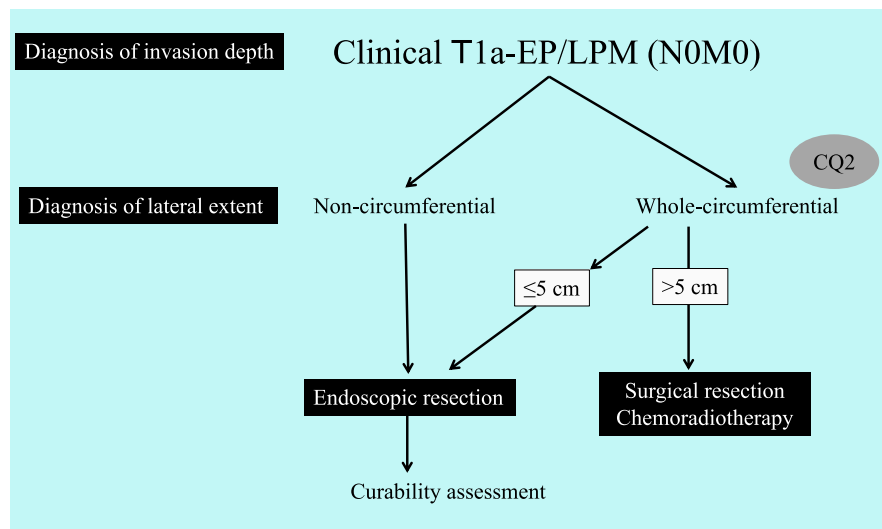 Diagnosis of invasion depth
Clinical T1a-EP/LPM (N0M0)
CQ2
Diagnosis of lateral extent
Non-circumferential
Whole-circumferential
≤5 cm
>5 cm
Endoscopic resection
Surgical resection
Chemoradiotherapy
Curability assessment